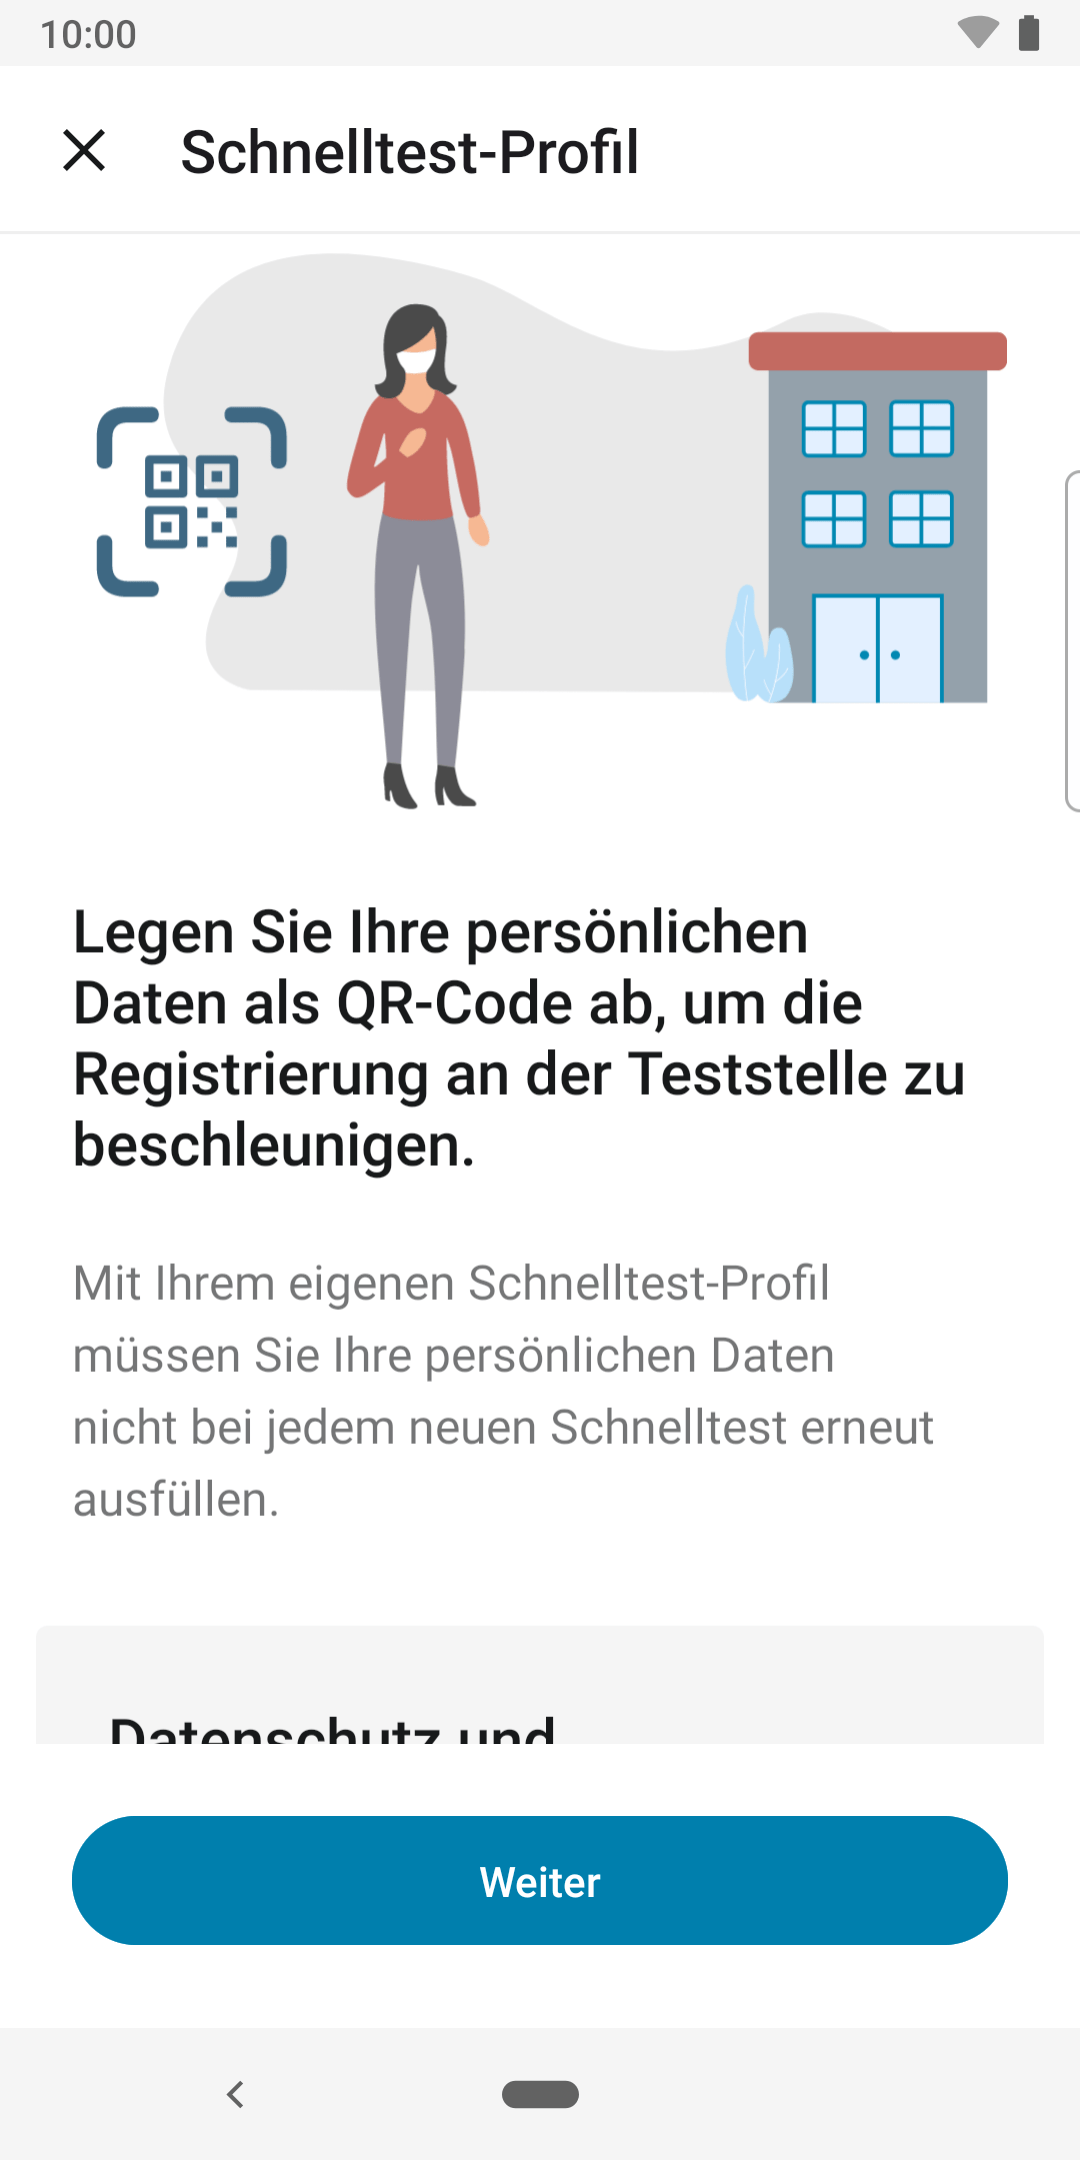 10:00
Schnelltest-Profil
Legen Sie Ihre persönlichen
Daten als QR-Code ab, um die
Registrierung an der Teststelle zu
beschleunigen.
Mit Ihrem eigenen Schnelltest-Profil
müssen Sie Ihre persönlichen Daten
nicht bei jedem neuen Schnelltest erneut
ausfüllen.
Datenschutz und
Weiter